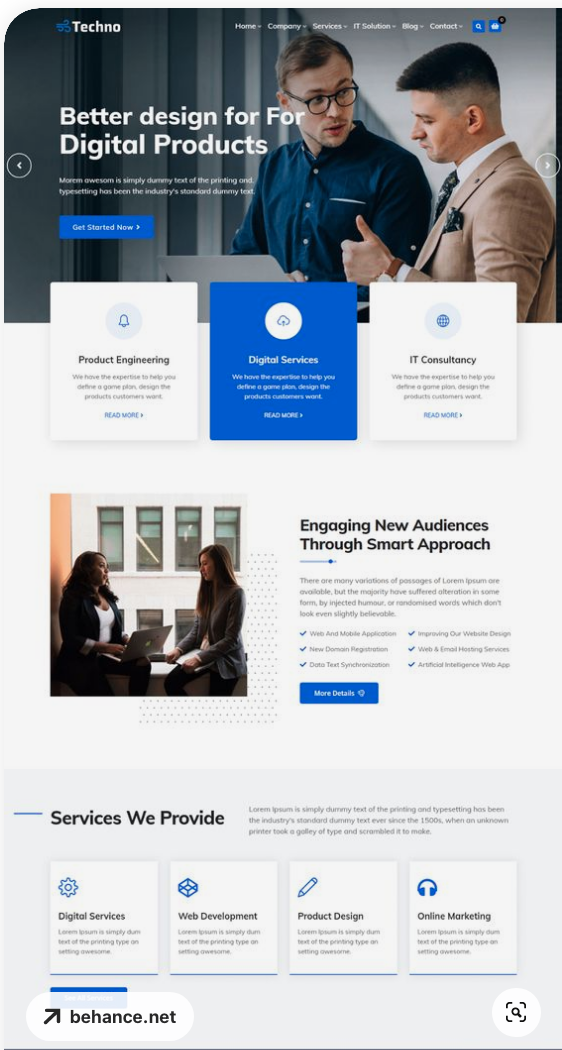 Techno
Home Company Services IT Solution Blog Contact
0
Better design for For
Digital Products
Morem awesom is simply dummy text of the printing and
typesetting has been the industry's standard dummy text.
Get Started Now
Product Engineering
We have the expertise to help you
define a game plan, design the
products customers want.
READ MORE
Digital Services
We have the expertise to help you
define a game plan, design the
products customers want.
READ MORE
IT Consultancy
We have the expertise to help you
define a game plan, design the
products customers want.
READ MORE
Engaging New Audiences
Through Smart Approach
There are many variations of passages of Lorem Ipsum are
available, but the majority have suffered alteration in some
form, by injected humour, or randomised words which don't
look even slightly believable.
Web And Mobile Application
Improving Our Website Design
New Domain Registration
Web & Email Hosting Services
Data Text Synchronization
Artificial Intelligence Web App
More Details
Services We Provide
Lorem Ipsum is simply dummy text of the printing and typesetting has been
the industry's standard dummy text ever since the 1500s, when an unknown
printer took a galley of type and scrambled it to make.
Digital Services
Lorem Ipsum is simply dum
text of the printing type an
setting awesome.
Web Development
Lorem Ipsum is simply dum
text of the printing type an
setting awesome.
Product Design
Lorem Ipsum is simply dum
text of the printing type an
setting awesome.
Online Marketing
Lorem Ipsum is simply dum
text of the printing type an
setting awesome.
See All Services
behance.net